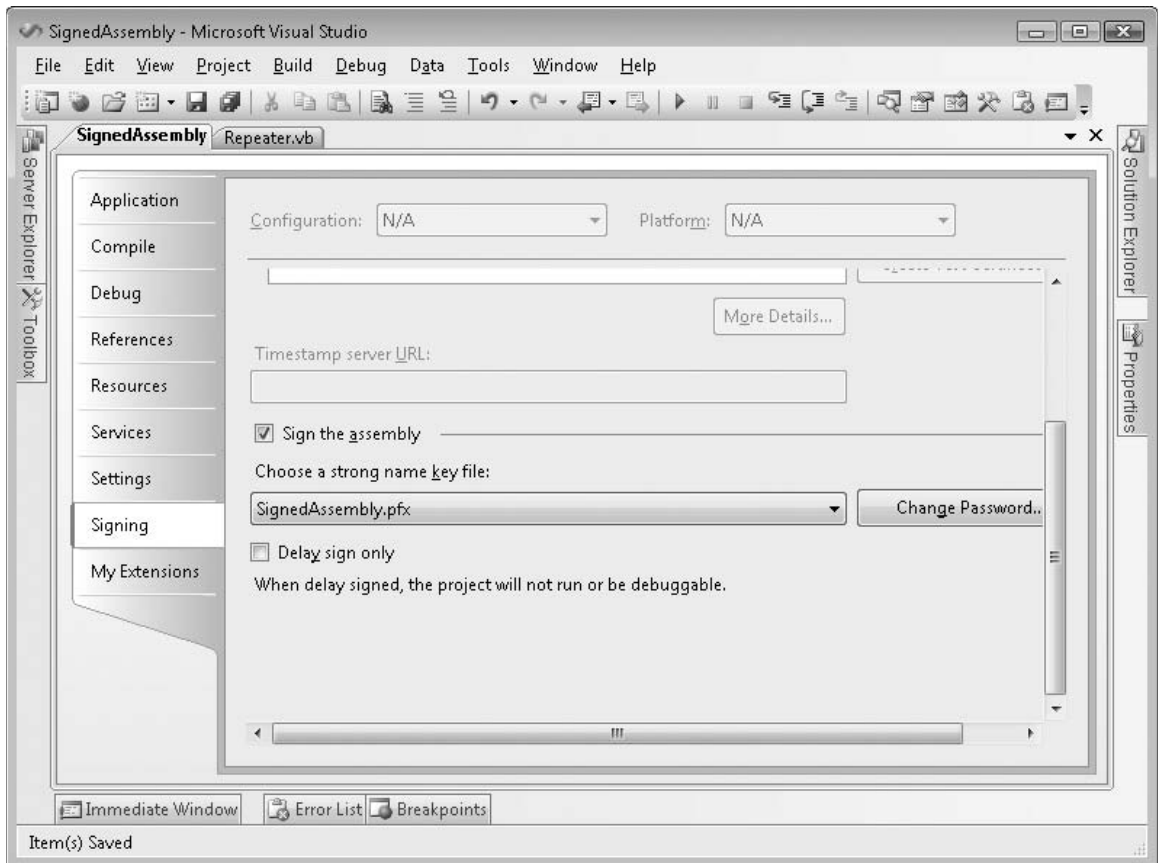 SignedAssembly - Microsoft Visual Studio
File Edit View Project Build Debug Data Tools Window Help
SignedAssembly Repeater.vb
Server Explorer
Toolbox
Solution Explorer
Properties
Application
Compile
Debug
References
Resources
Services
Settings
Signing
My Extensions
Configuration: N/A Platform: N/A
More Details...
Timestamp server URL:
Sign the assembly
Choose a strong name key file:
SignedAssembly.pfx Change Password..
Delay sign only
When delay signed, the project will not run or be debuggable.
Immediate Window Error List Breakpoints
Item(s) Saved